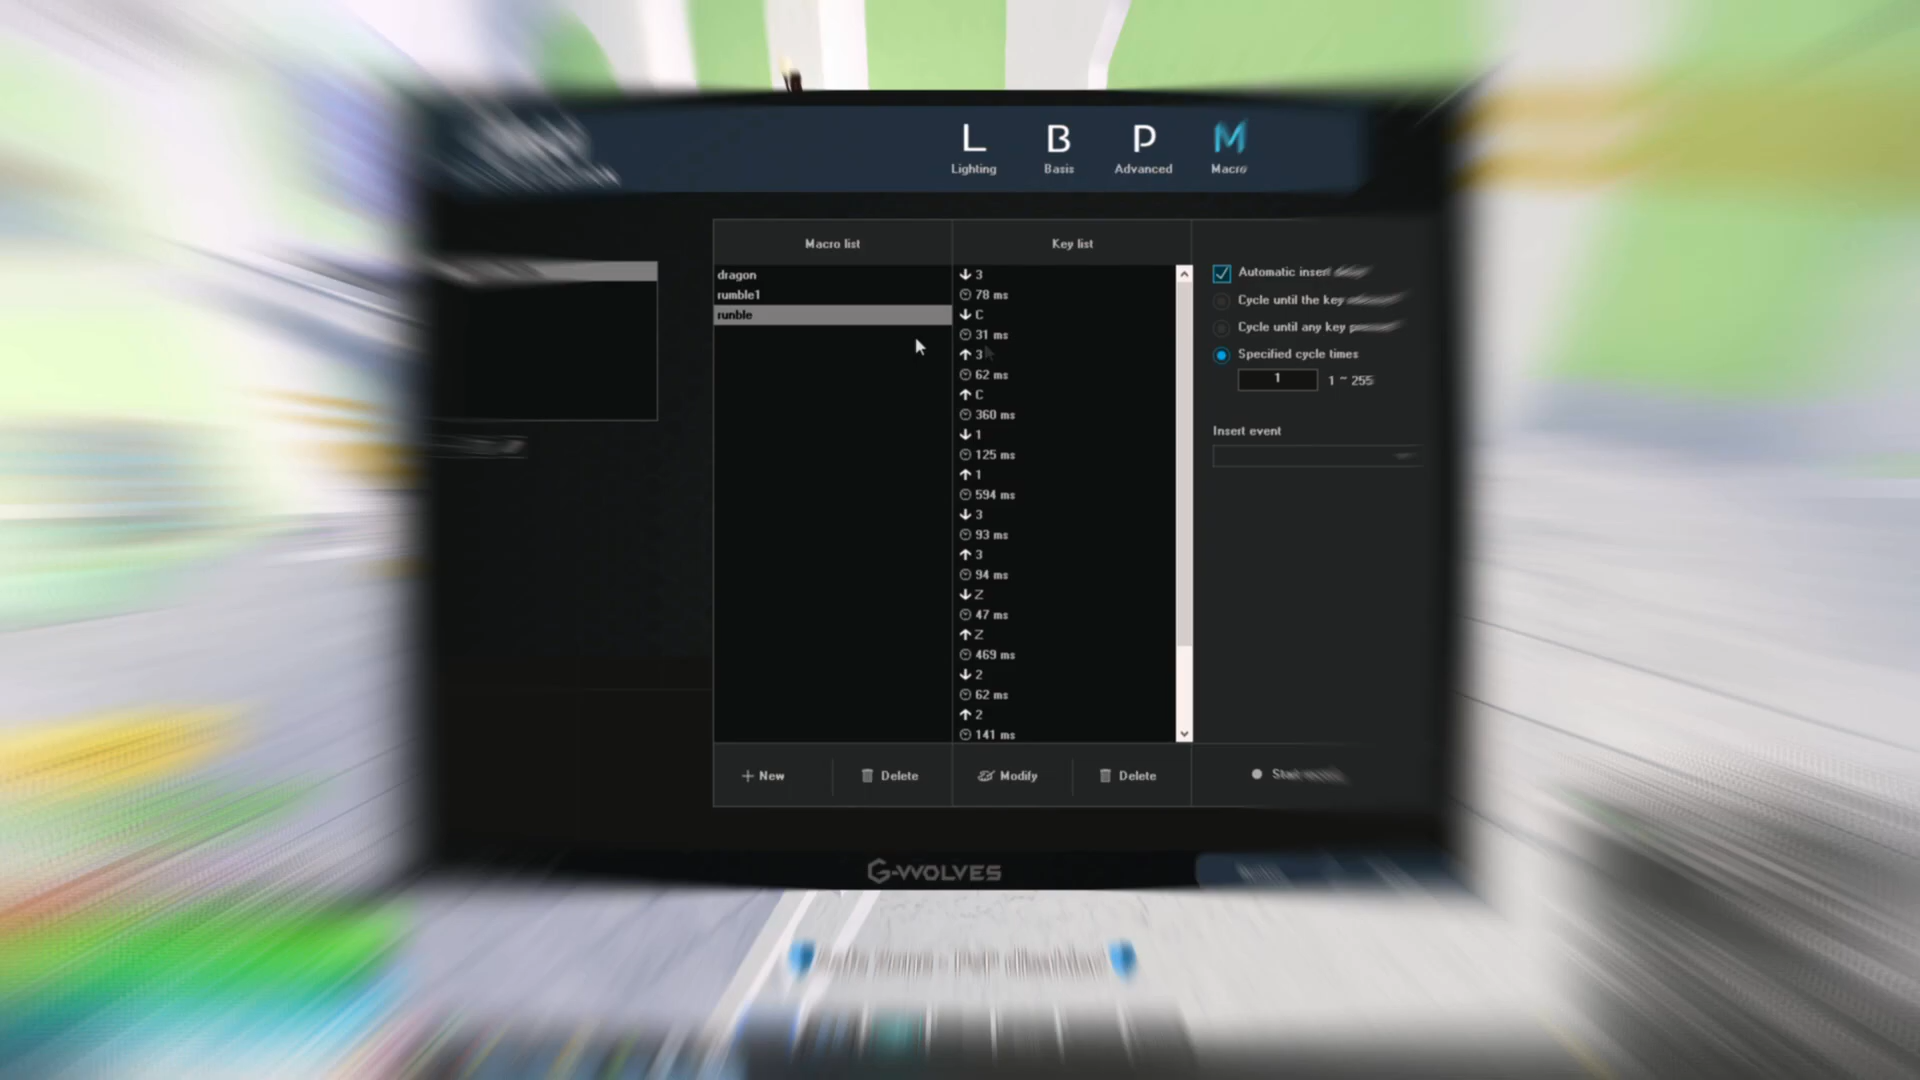 L B P M
Lighting Basis Advanced Macro
Macro list Key list
dragon
rumble1
runble
3
78 ms
C
31 ms
3
62 ms
C
360 ms
1
125 ms
1
594 ms
3
93 ms
3
94 ms
Z
47 ms
Z
469 ms
2
62 ms
2
141 ms
Automatic insert
Cycle until the key
Cycle until any key pressed
Specified cycle times
1 1 ~ 255
Insert event
New Delete Modify Delete Start
G-WOLVES